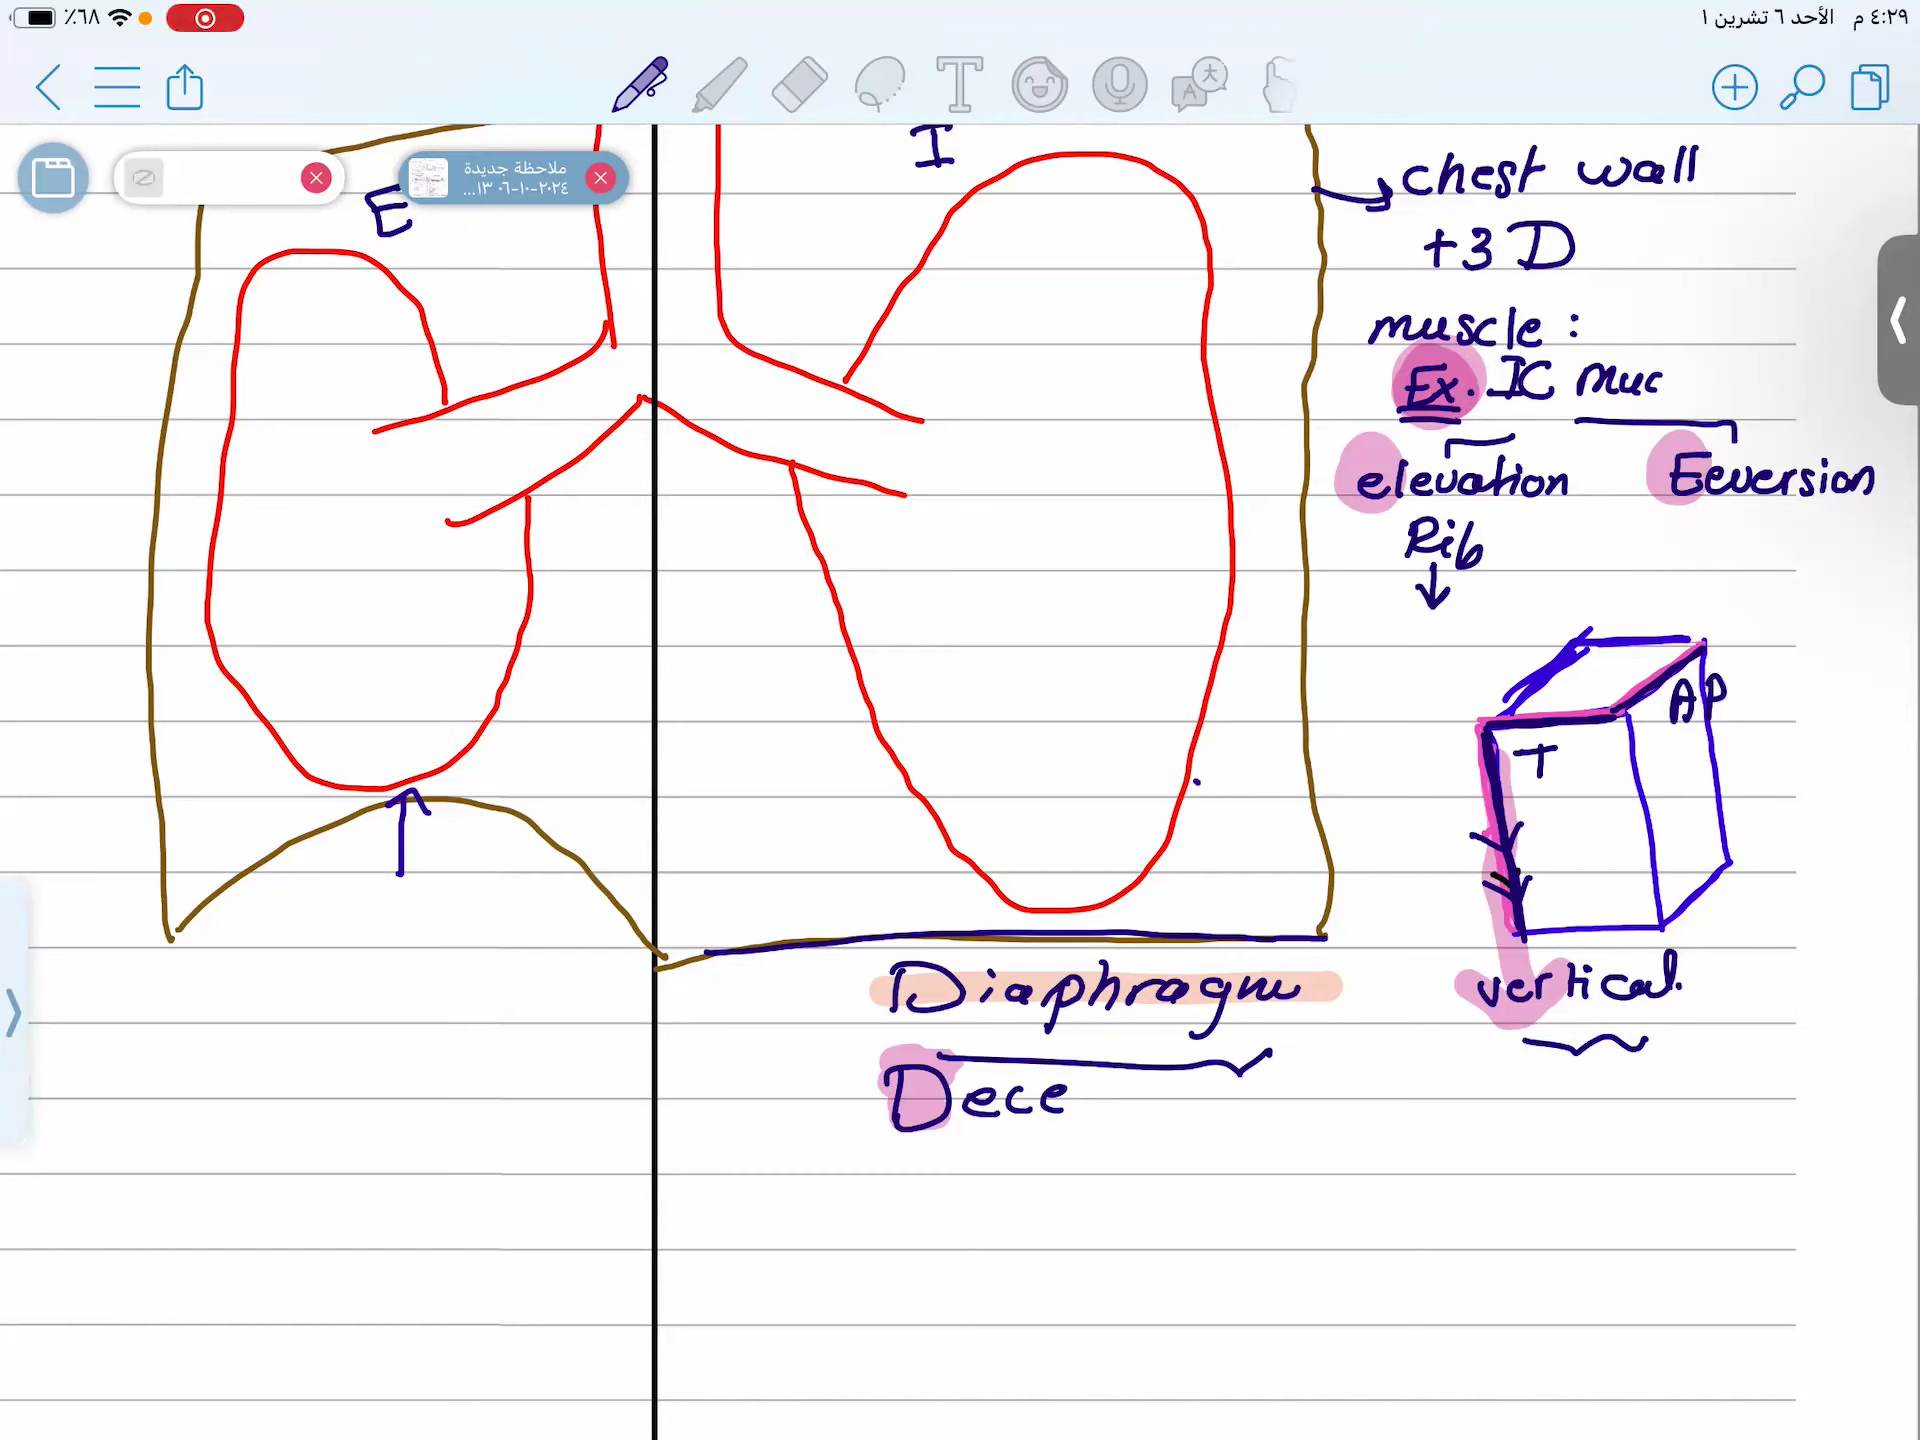 ٪٦٨
٤:٢٩ م الأحد ٦ تشرين ١
ملاحظة جديدة
٢٠٢٤-١٠-٠٦ ١٣...
E
I
chest wall
+3 D
muscle :
Ex. IC Muc
elevation Eeversion
Rib
AP
T
vertical.
Diaphragm
Dece